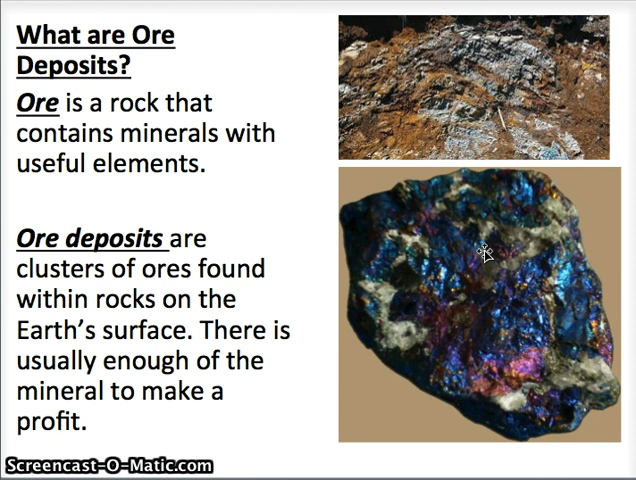 What are Ore
Deposits?
Ore is a rock that
contains minerals with
useful elements.
Ore deposits are
clusters of ores found
within rocks on the
Earth’s surface. There is
usually enough of the
mineral to make a
profit.
Screencast-O-Matic.com